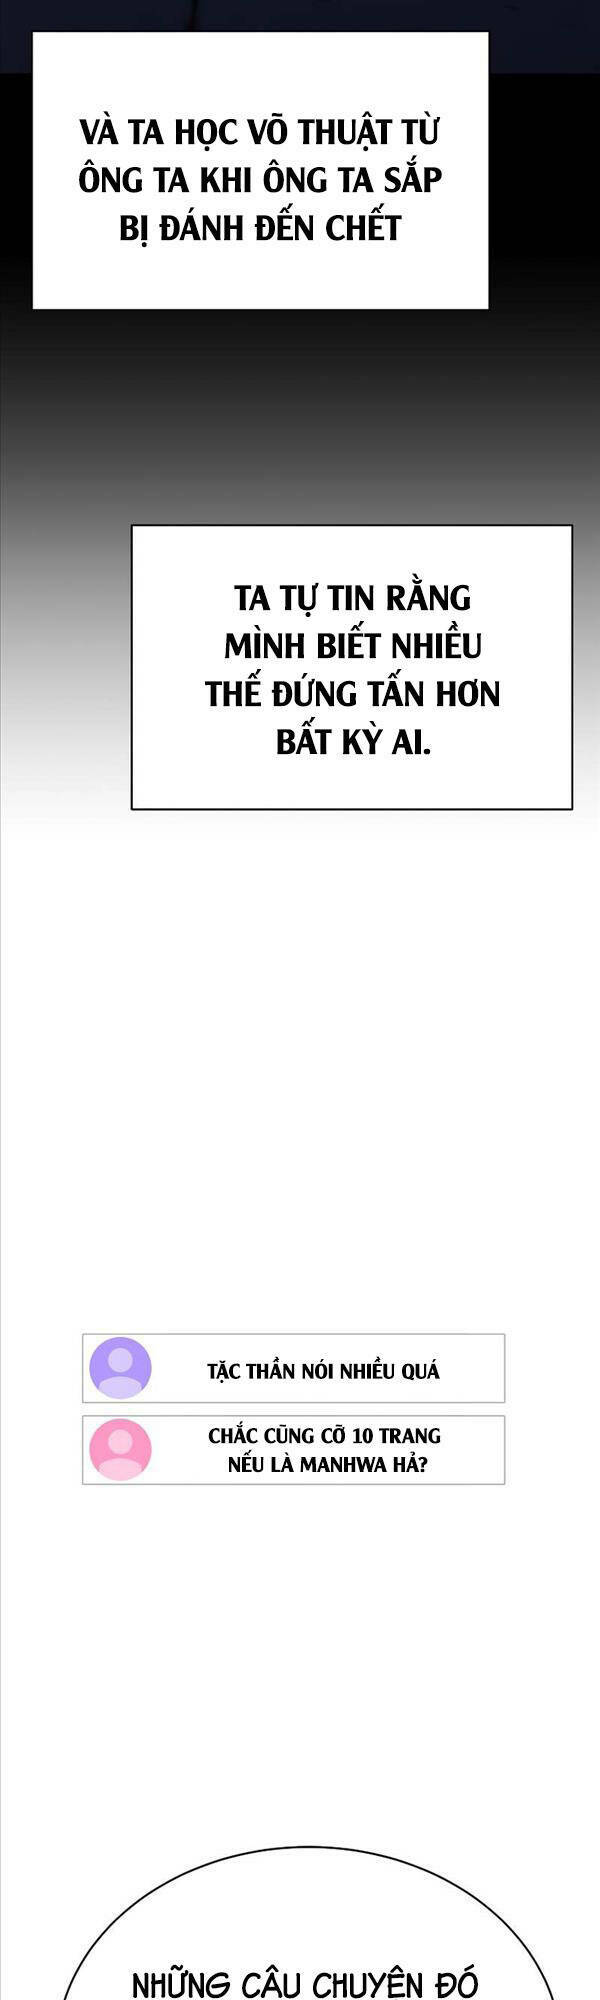 VÀ TA HỌC VÕ THUẬT TỪ
ÔNG TA KHI ÔNG TA SẮP
BỊ ĐÁNH ĐẾN CHẾT
TA TỰ TIN RẰNG
MÌNH BIẾT NHIỀU
THẾ ĐỨNG TẤN HƠN
BẤT KỲ AI.
TẶC THẦN NÓI NHIỀU QUÁ
CHẮC CŨNG CỠ 10 TRANG
NẾU LÀ MANHWA HẢ?
NHỮNG CÂU CHUYỆN ĐÓ